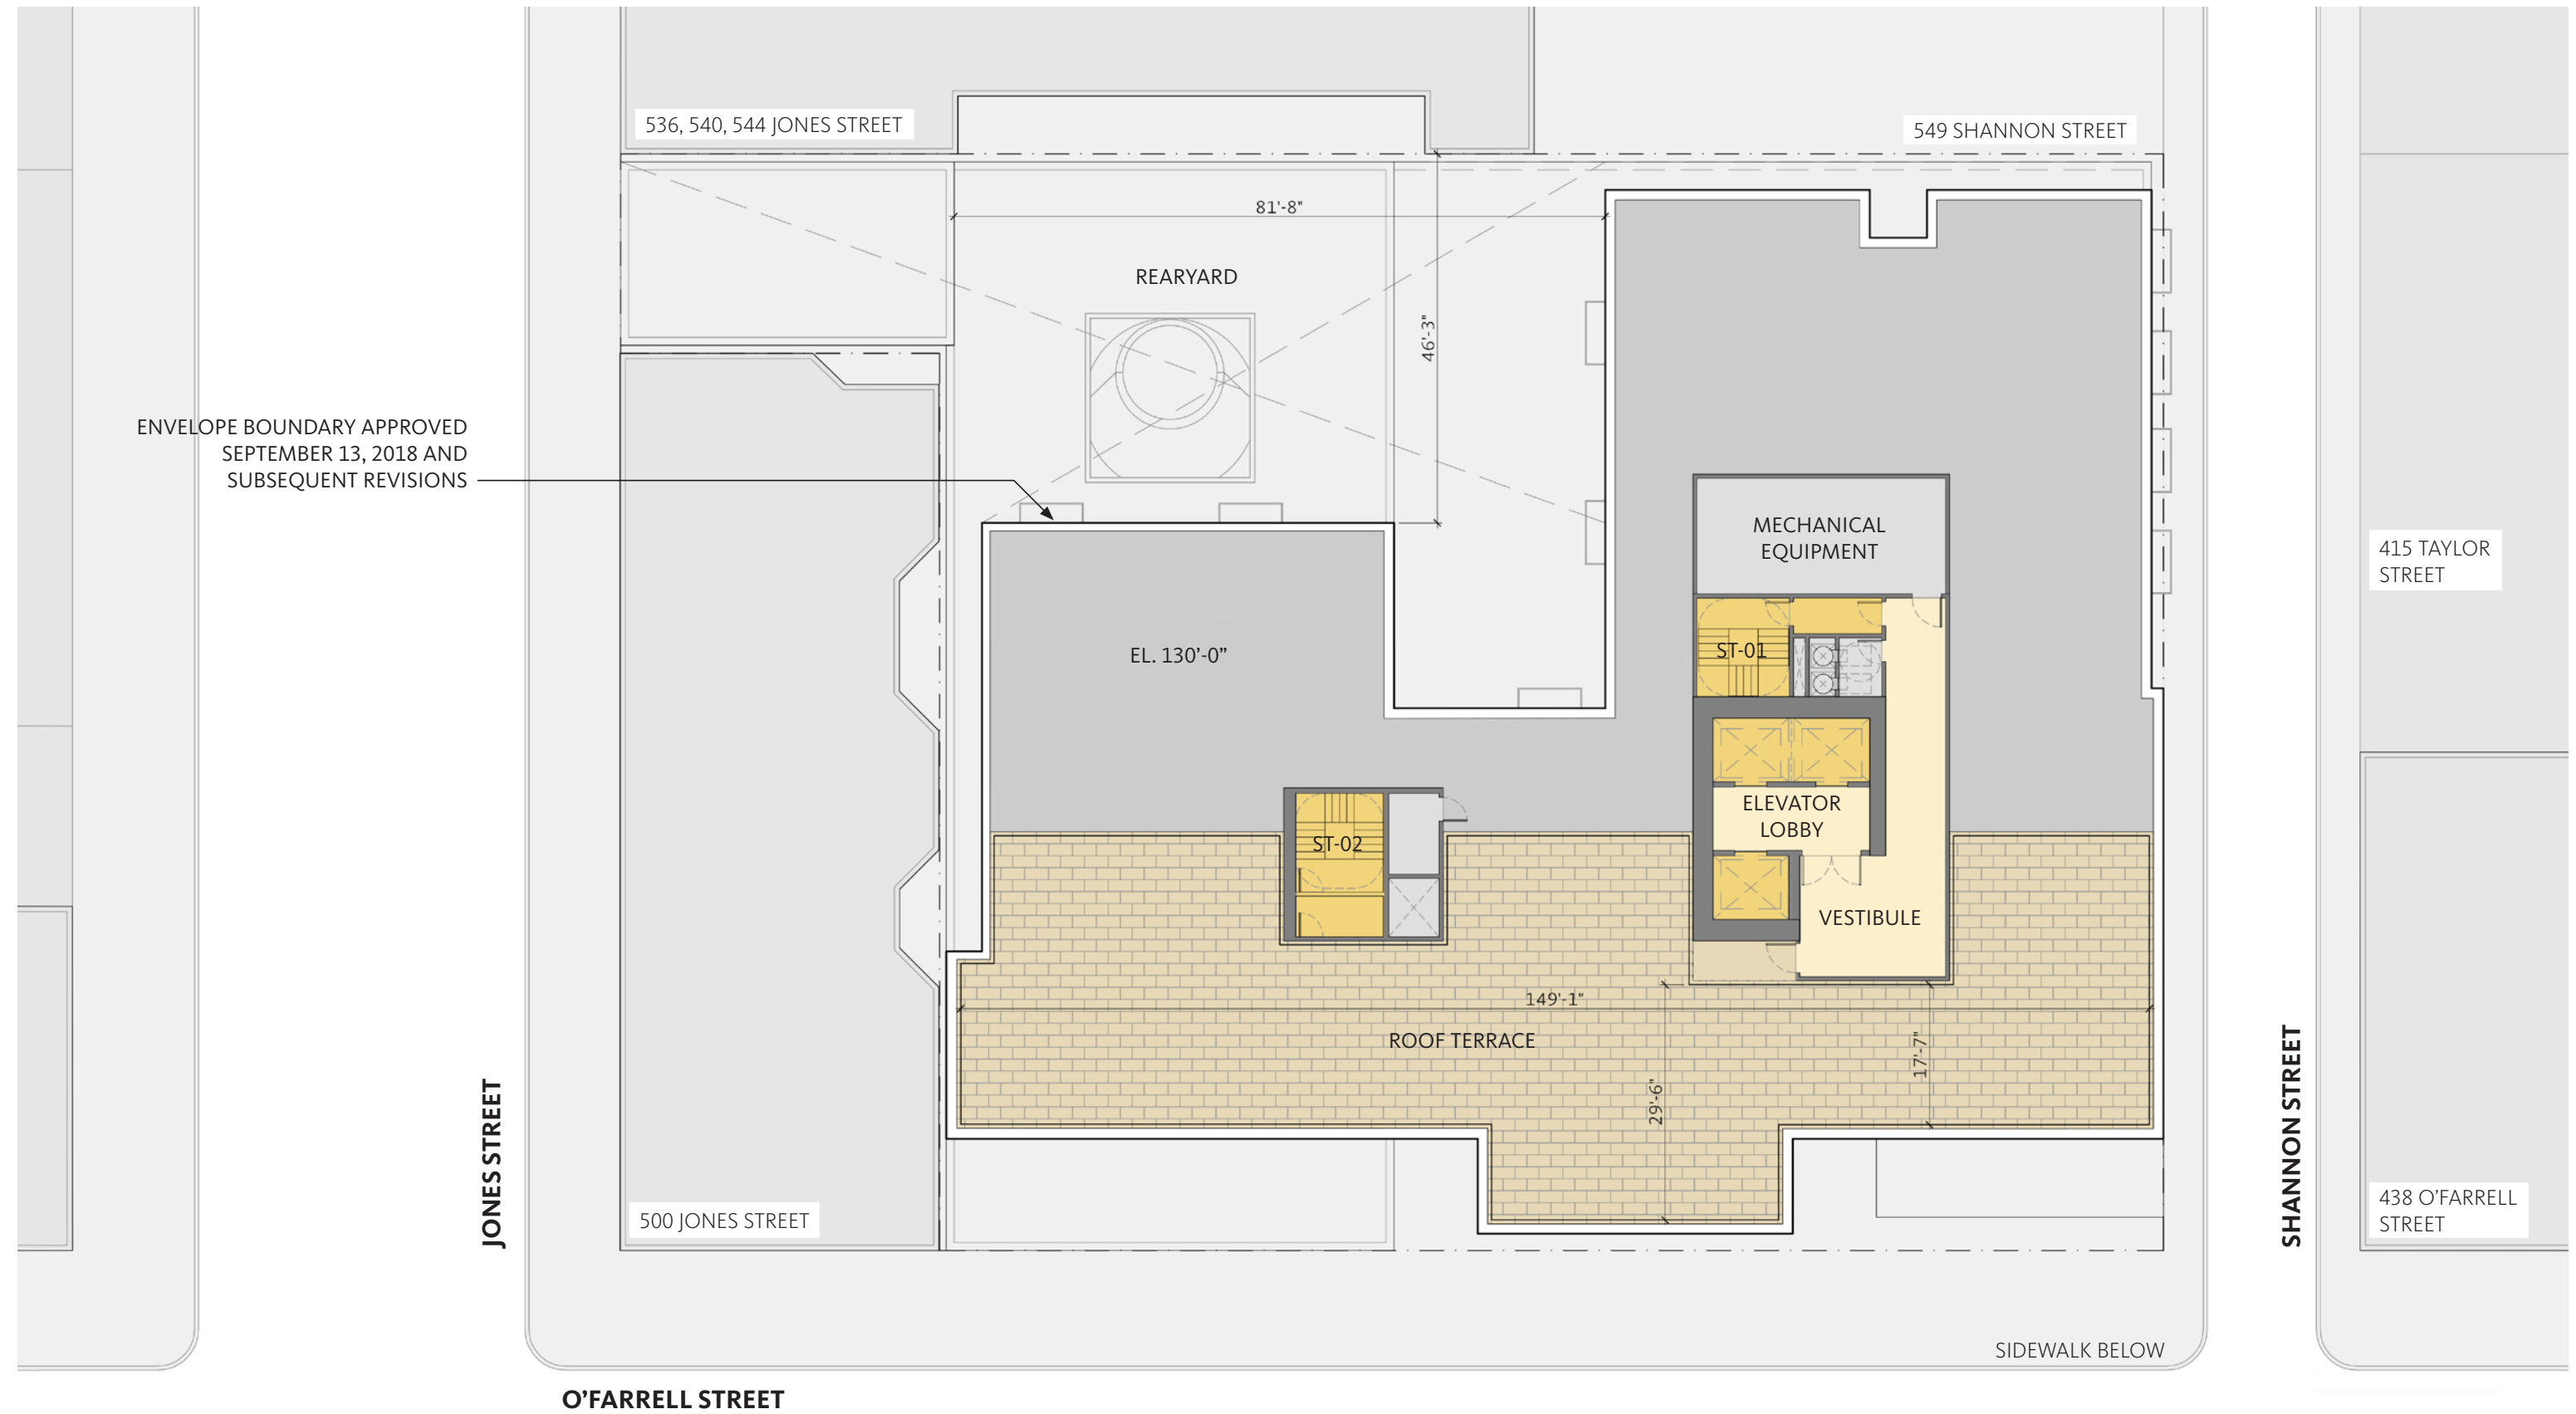 536, 540, 544 JONES STREET
549 SHANNON STREET
81'-8"
REARYARD
46'-3"
ENVELOPE BOUNDARY APPROVED
SEPTEMBER 13, 2018 AND
SUBSEQUENT REVISIONS
MECHANICAL
EQUIPMENT
415 TAYLOR
STREET
EL. 130’-0”
ST-01
ELEVATOR
LOBBY
ST-02
VESTIBULE
149'-1"
ROOF TERRACE
29'-6"
17'-7"
JONES STREET
SHANNON STREET
500 JONES STREET
438 O’FARRELL
STREET
SIDEWALK BELOW
O’FARRELL STREET